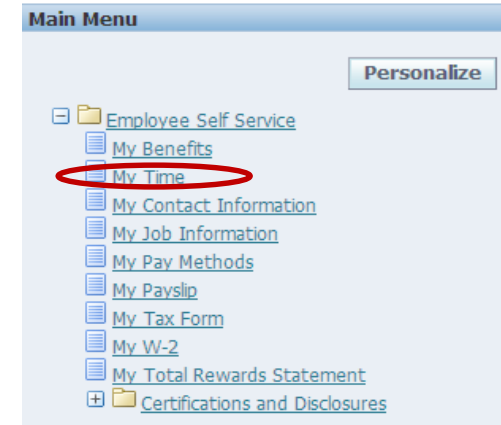 Main Menu
Personalize
Employee Self Service
My Benefits
My Time
My Contact Information
My Job Information
My Pay Methods
My Payslip
My Tax Form
My W-2
My Total Rewards Statement
Certifications and Disclosures